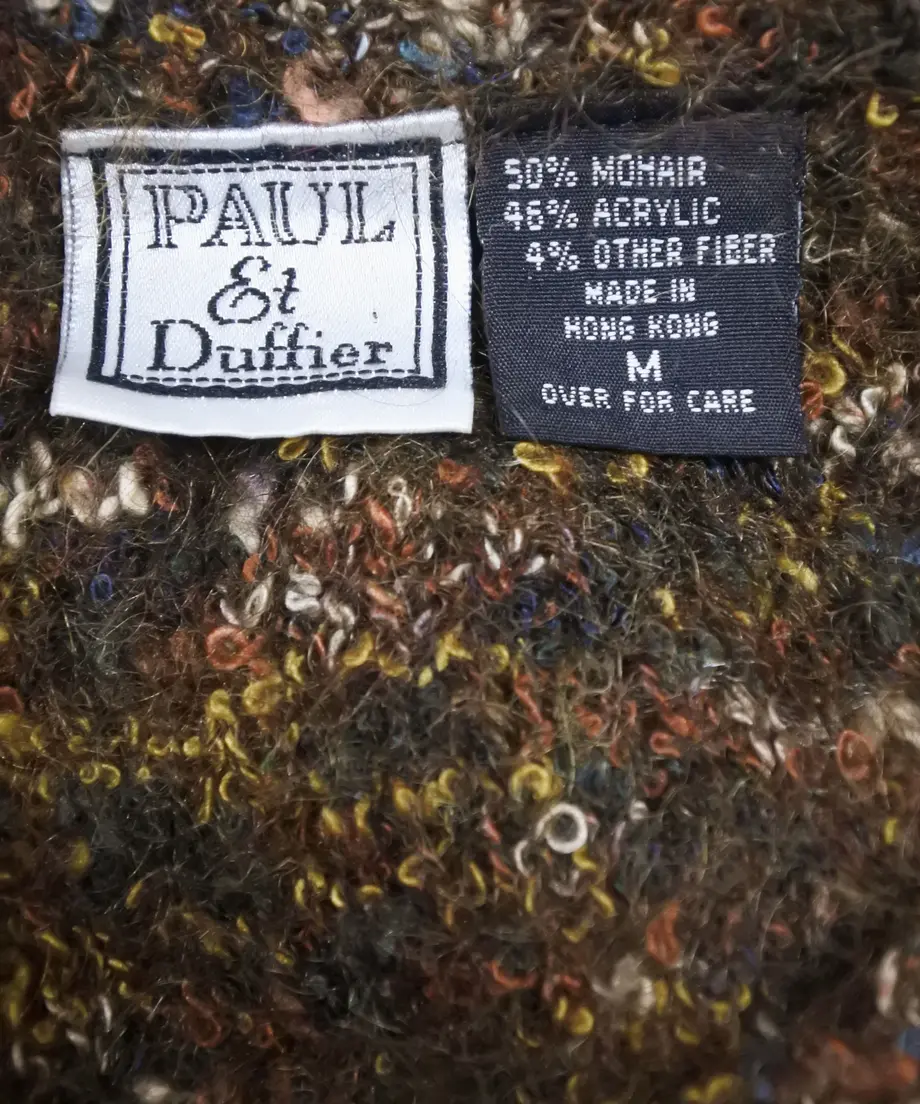 PAUL
Et
Duffier
50% MOHAIR
46% ACRYLIC
4% OTHER FIBER
MADE IN
HONG KONG
M
OVER FOR CARE